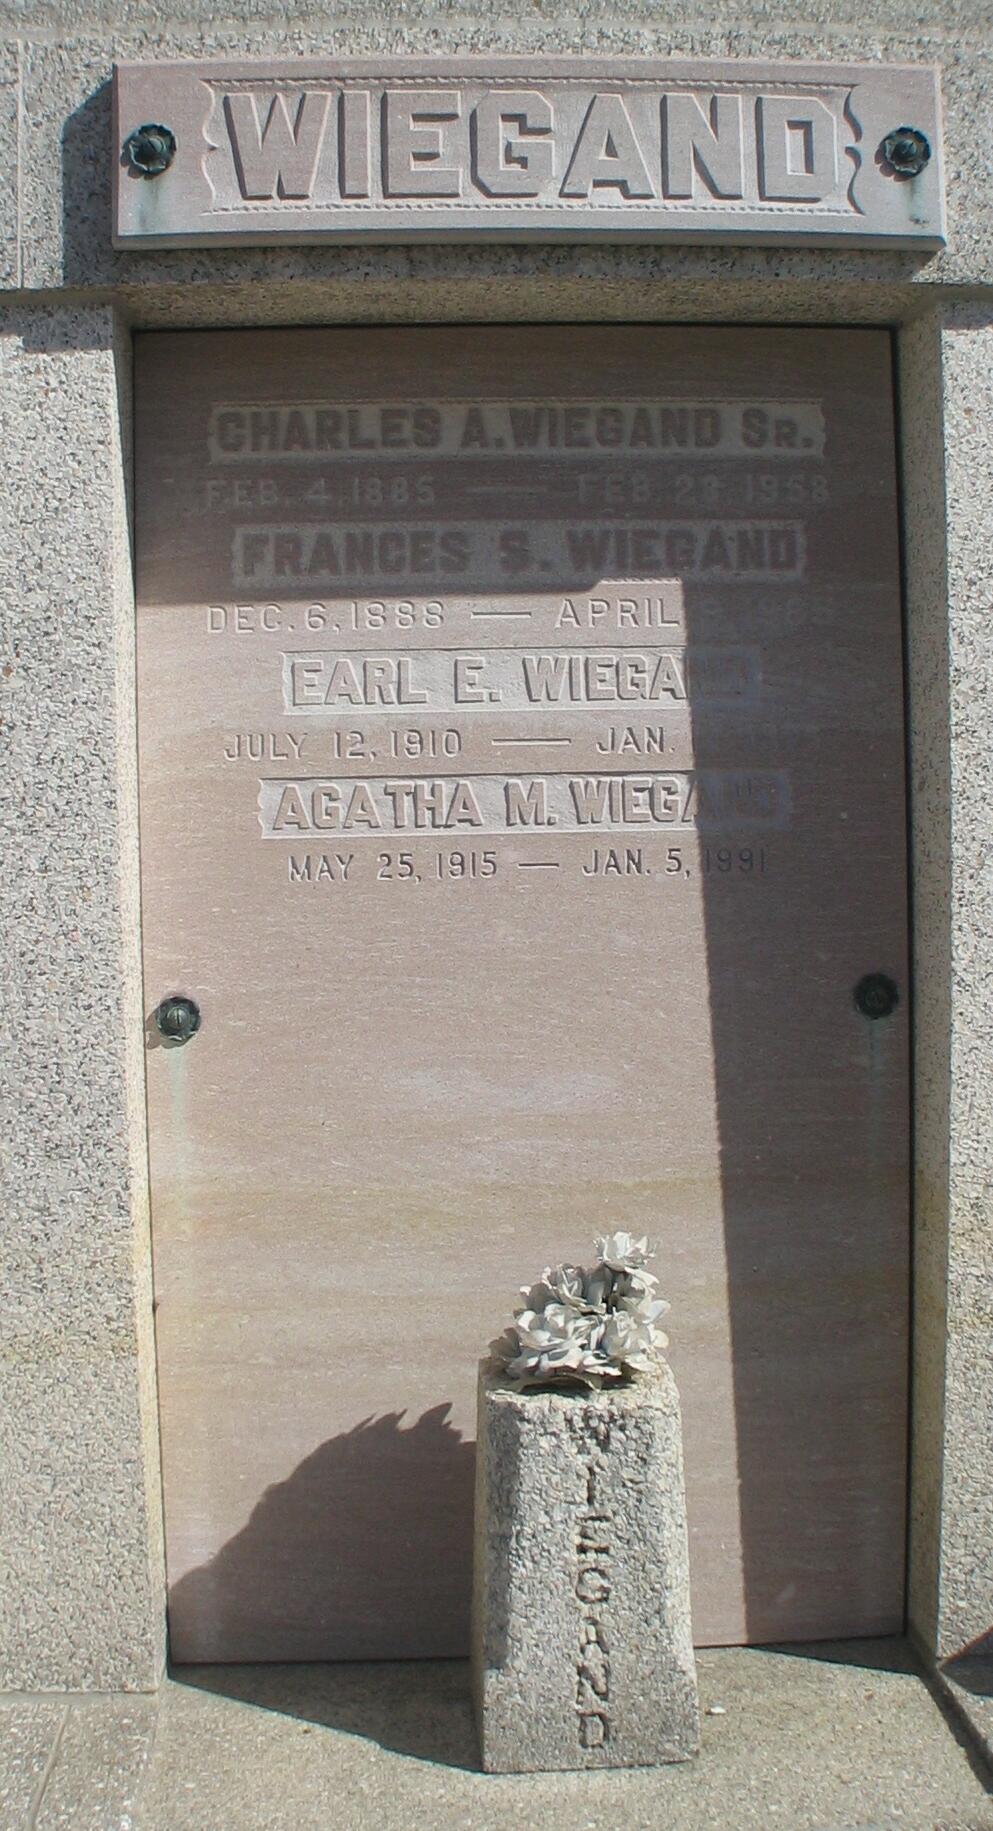 WIEGAND
CHARLES A. WIEGAND SR.
FEB. 4, 1885 — FEB. 1958
FRANCES S. WIEGAND
DEC. 6, 1888 — APRIL
EARL E. WIEGAND
JULY 12, 1910 — JAN.
AGATHA M. WIEGAND
MAY 25, 1915 — JAN. 5, 1991
WIEGAND